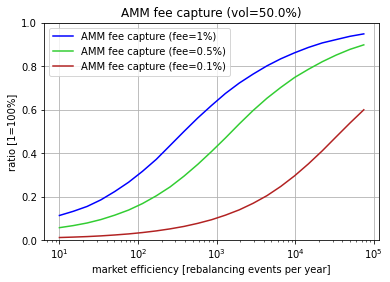 AMM fee capture (vol=50.0%)
1.0
0.8
0.6
0.4
0.2
0.0
ratio [1=100%]
AMM fee capture (fee=1%)
AMM fee capture (fee=0.5%)
AMM fee capture (fee=0.1%)
10¹ 10² 10³ 10⁴ 10⁵
market efficiency [rebalancing events per year]